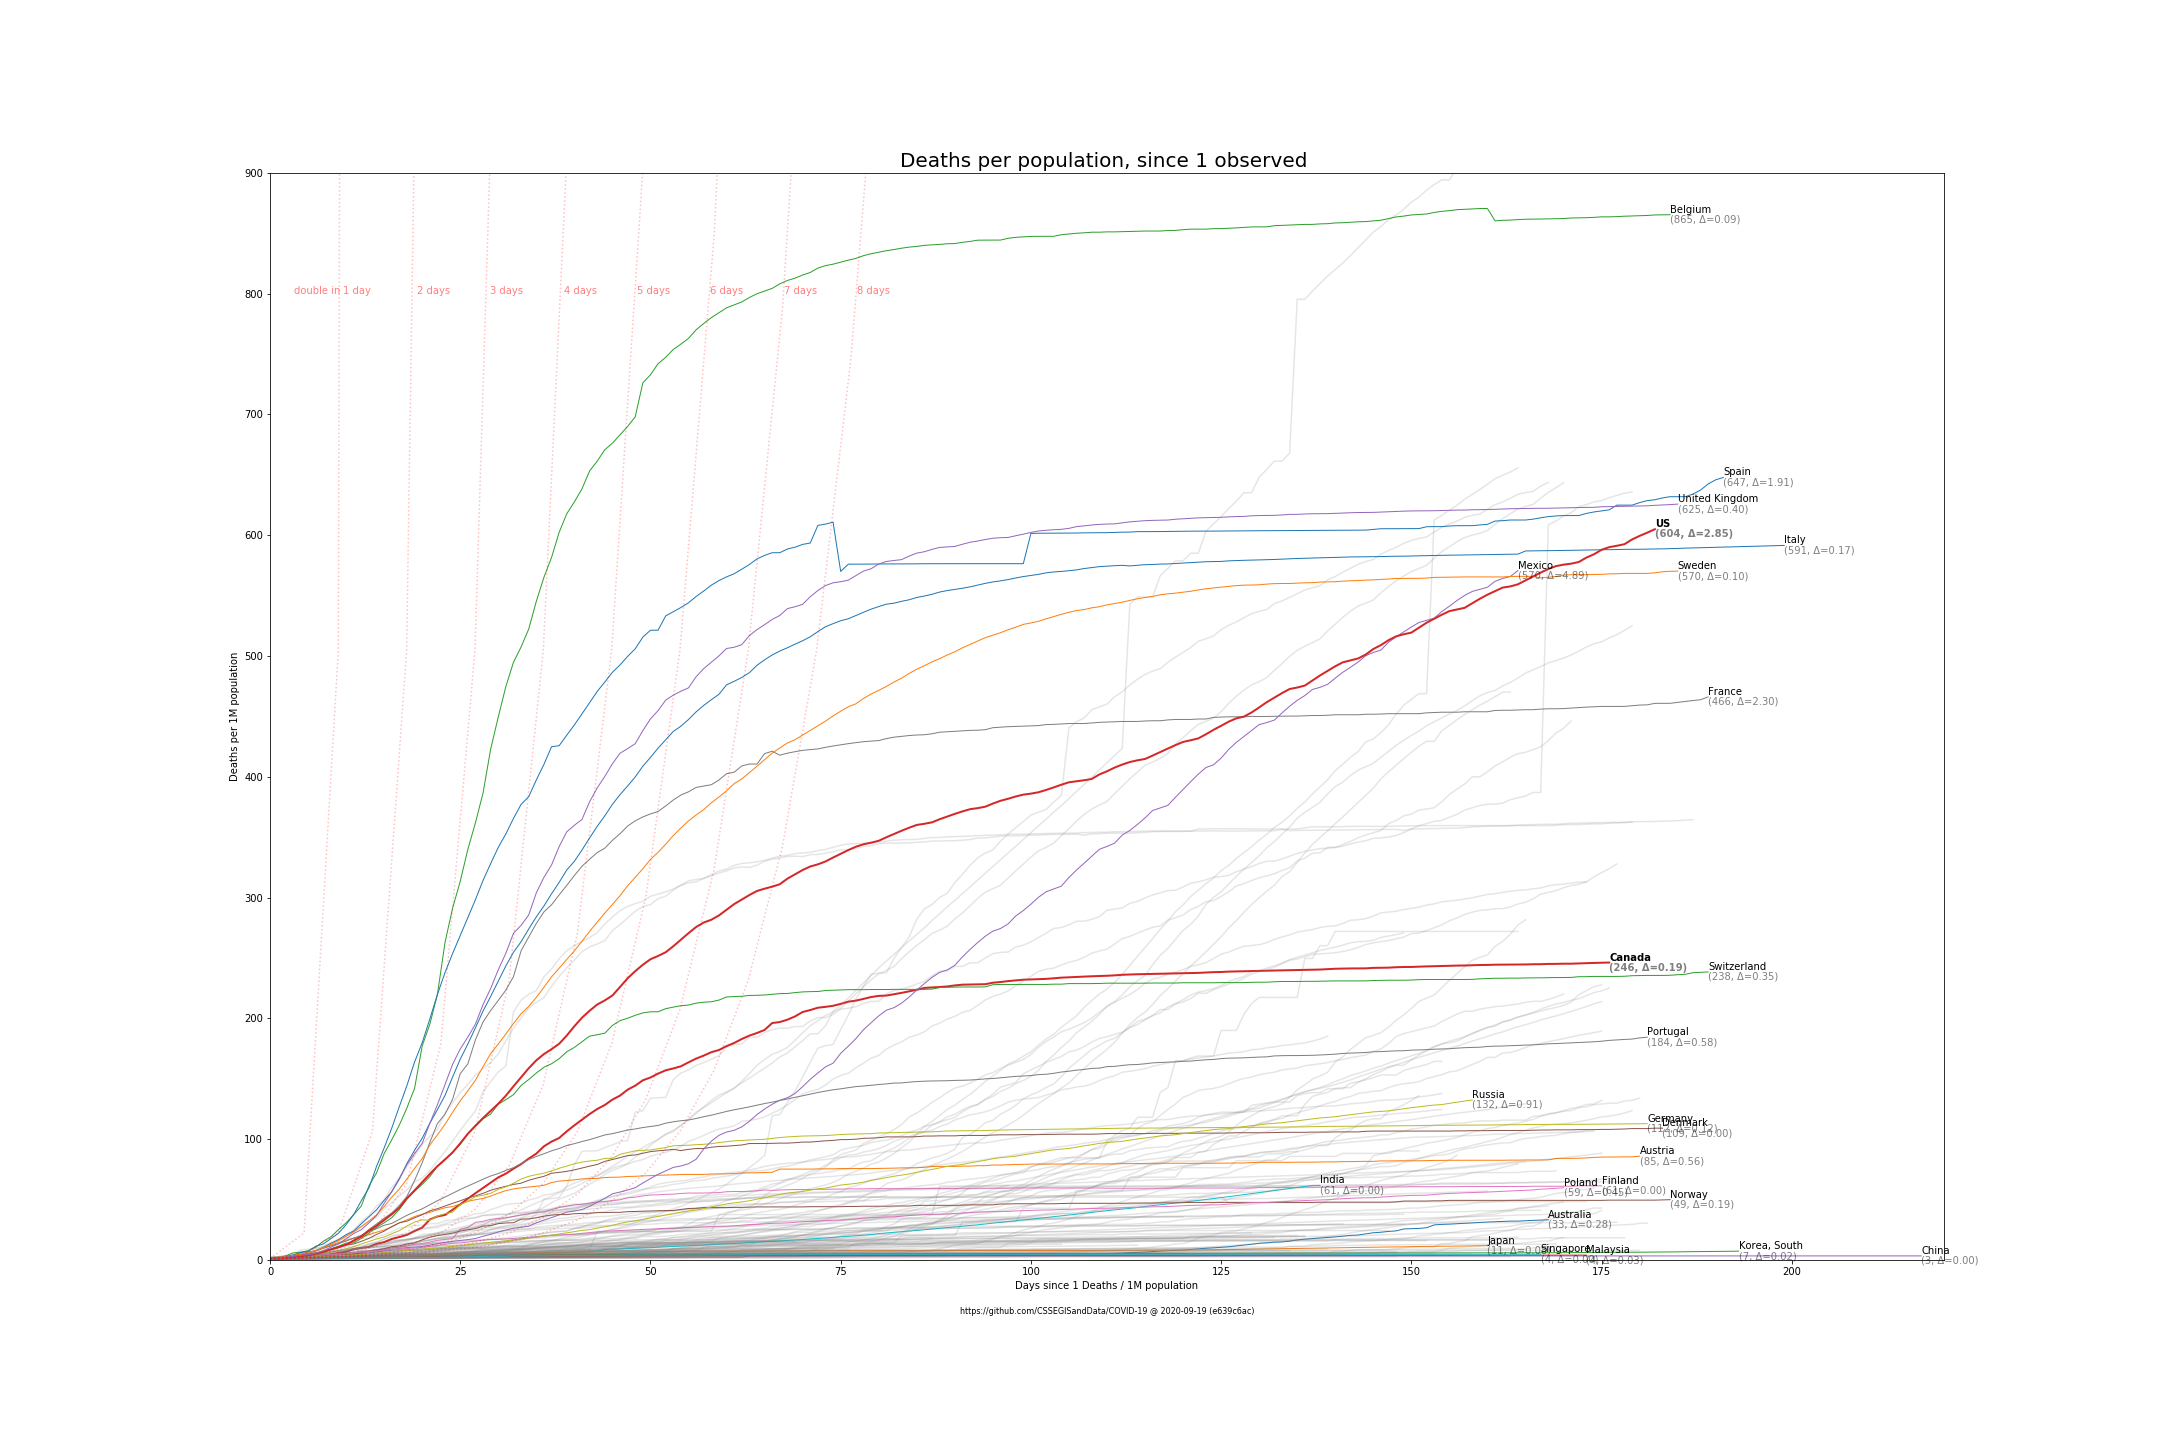 Deaths per population, since 1 observed
900
800
700
600
500
400
300
200
100
0
Deaths per 1M population
double in 1 day
2 days
3 days
4 days
5 days
6 days
7 days
8 days
Belgium
(865, Δ=0.09)
Spain
(647, Δ=1.91)
United Kingdom
(625, Δ=0.40)
US
(604, Δ=2.85)
Italy
(591, Δ=0.17)
Mexico
(570, Δ=4.89)
Sweden
(570, Δ=0.10)
France
(466, Δ=2.30)
Canada
(246, Δ=0.19)
Switzerland
(238, Δ=0.35)
Portugal
(184, Δ=0.58)
Russia
(132, Δ=0.91)
Germany
Denmark
(109, Δ=0.00)
Austria
(85, Δ=0.56)
India
(61, Δ=0.00)
Poland
(59, Δ=0.45)
Finland
(61, Δ=0.00)
Norway
(49, Δ=0.19)
Australia
(33, Δ=0.28)
Japan
Singapore
Malaysia
Korea, South
(7, Δ=0.02)
China
(3, Δ=0.00)
0
25
50
75
100
125
150
175
200
Days since 1 Deaths / 1M population
https://github.com/CSSEGISandData/COVID-19 @ 2020-09-19 (e639c6ac)